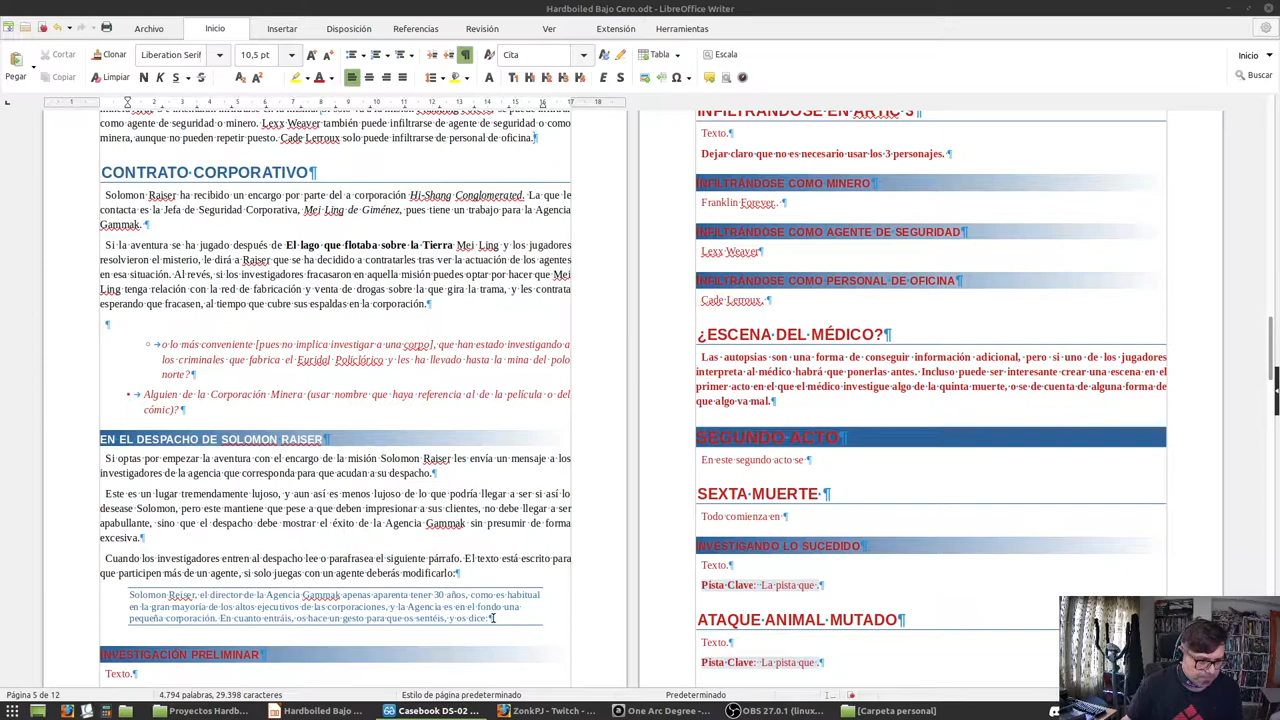 Hardboiled Bajo Cero.odt - LibreOffice Writer
Archivo Inicio Insertar Disposición Referencias Revisión Ver Extensión Herramientas
Pegar Cortar Clonar Liberation Serif 10,5 pt Cita Tabla Escala Inicio
Copiar Limpiar Buscar
1 2 3 4 5 6 7 8 9 10 11 12 13 14 15 16 17 18
como agente de seguridad o minero. Lexx Weaver también puede infiltrarse de agente de seguridad o como
minera, aunque no pueden repetir puesto. Cade Lerroux solo puede infiltrarse de personal de oficina.¶
CONTRATO·CORPORATIVO¶
Solomon Raiser ha recibido un encargo por parte del a corporación Hi-Shang Conglomerated. La que le
contacta es la Jefa de Seguridad Corporativa, Mei Ling de Giménez, pues tiene un trabajo para la Agencia
Gammak. ¶
Si la aventura se ha jugado después de El lago que flotaba sobre la Tierra Mei Ling y los jugadores
resolvieron el misterio, le dirá a Raiser que se ha decidido a contratarles tras ver la actuación de los agentes
en esa situación. Al revés, si los investigadores fracasaron en aquella misión puedes optar por hacer que Mei
Ling tenga relación con la red de fabricación y venta de drogas sobre la que gira la trama, y les contrata
esperando que fracasen, al tiempo que cubre sus espaldas en la corporación.¶
¶
o lo más conveniente [pues no implica investigar a una corpo], que han estado investigando a
los criminales que fabrica el Euridal Policlórico y les ha llevado hasta la mina del polo
norte?¶
Alguien de la Corporación Minera (usar nombre que haya referencia al de la película o del
cómic)?¶
EN EL DESPACHO DE SOLOMON RAISER¶
Si optas por empezar la aventura con el encargo de la misión Solomon Raiser les envía un mensaje a los
investigadores de la agencia que corresponda para que acudan a su despacho.¶
Este es un lugar tremendamente lujoso, y aun así es menos lujoso de lo que podría llegar a ser si así lo
desease Solomon, pero este mantiene que pese a que deben impresionar a sus clientes, no debe llegar a ser
apabullante, sino que el despacho debe mostrar el éxito de la Agencia Gammak sin presumir de forma
excesiva.¶
Cuando los investigadores entren al despacho lee o parafrasea el siguiente párrafo. El texto está escrito para
que participen más de un agente, si solo juegas con un agente deberás modificarlo:¶
Solomon Reiser, el director de la Agencia Gammak apenas aparenta tener 30 años, como es habitual
en la gran mayoría de los altos ejecutivos de las corporaciones, y la Agencia es en el fondo una
pequeña corporación. En cuanto entráis, os hace un gesto para que os sentéis, y os dice:¶
INVESTIGACIÓN PRELIMINAR¶
Texto.¶
INFILTRÁNDOSE EN ARTIC 3¶
Texto.¶
Dejar claro que no es necesario usar los 3 personajes. ¶
INFILTRÁNDOSE COMO MINERO¶
Franklin Forever.. ¶
INFILTRÁNDOSE COMO AGENTE DE SEGURIDAD¶
Lexx Weaver¶
INFILTRÁNDOSE COMO PERSONAL DE OFICINA¶
Cade Lerroux. ¶
¿ESCENA·DEL·MÉDICO?¶
Las autopsias son una forma de conseguir información adicional, pero si uno de los jugadores
interpreta al médico habrá que ponerlas antes. Incluso puede ser interesante crear una escena en el
primer acto en el que el médico investigue algo de la quinta muerte, o se de cuenta de alguna forma de
que algo va mal.¶
SEGUNDO·ACTO¶
En este segundo acto se ¶
SEXTA·MUERTE·¶
Todo comienza en ¶
INVESTIGANDO LO SUCEDIDO¶
Texto.¶
Pista Clave: La pista que .¶
ATAQUE·ANIMAL·MUTADO¶
Texto.¶
Pista Clave: La pista que .¶
Página 5 de 12 4.794 palabras, 29.398 caracteres Estilo de página predeterminado Predeterminado
Proyectos Hardb... Hardboiled Bajo ... Casebook DS-02 ... ZonkPJ - Twitch - ... One Arc Degree -... OBS 27.0.1 (linux... [Carpeta personal]